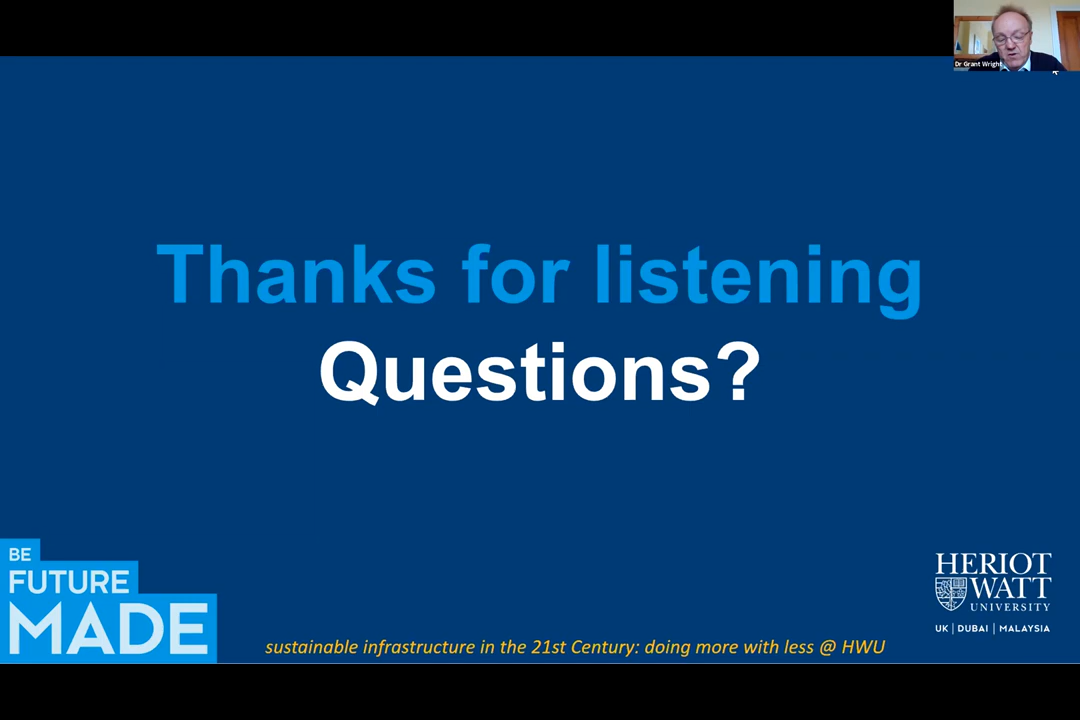 Dr Grant Wright
Thanks for listening
Questions?
BE
FUTURE
MADE
HERIOT
WATT
UNIVERSITY
UK | DUBAI | MALAYSIA
sustainable infrastructure in the 21st Century: doing more with less @ HWU